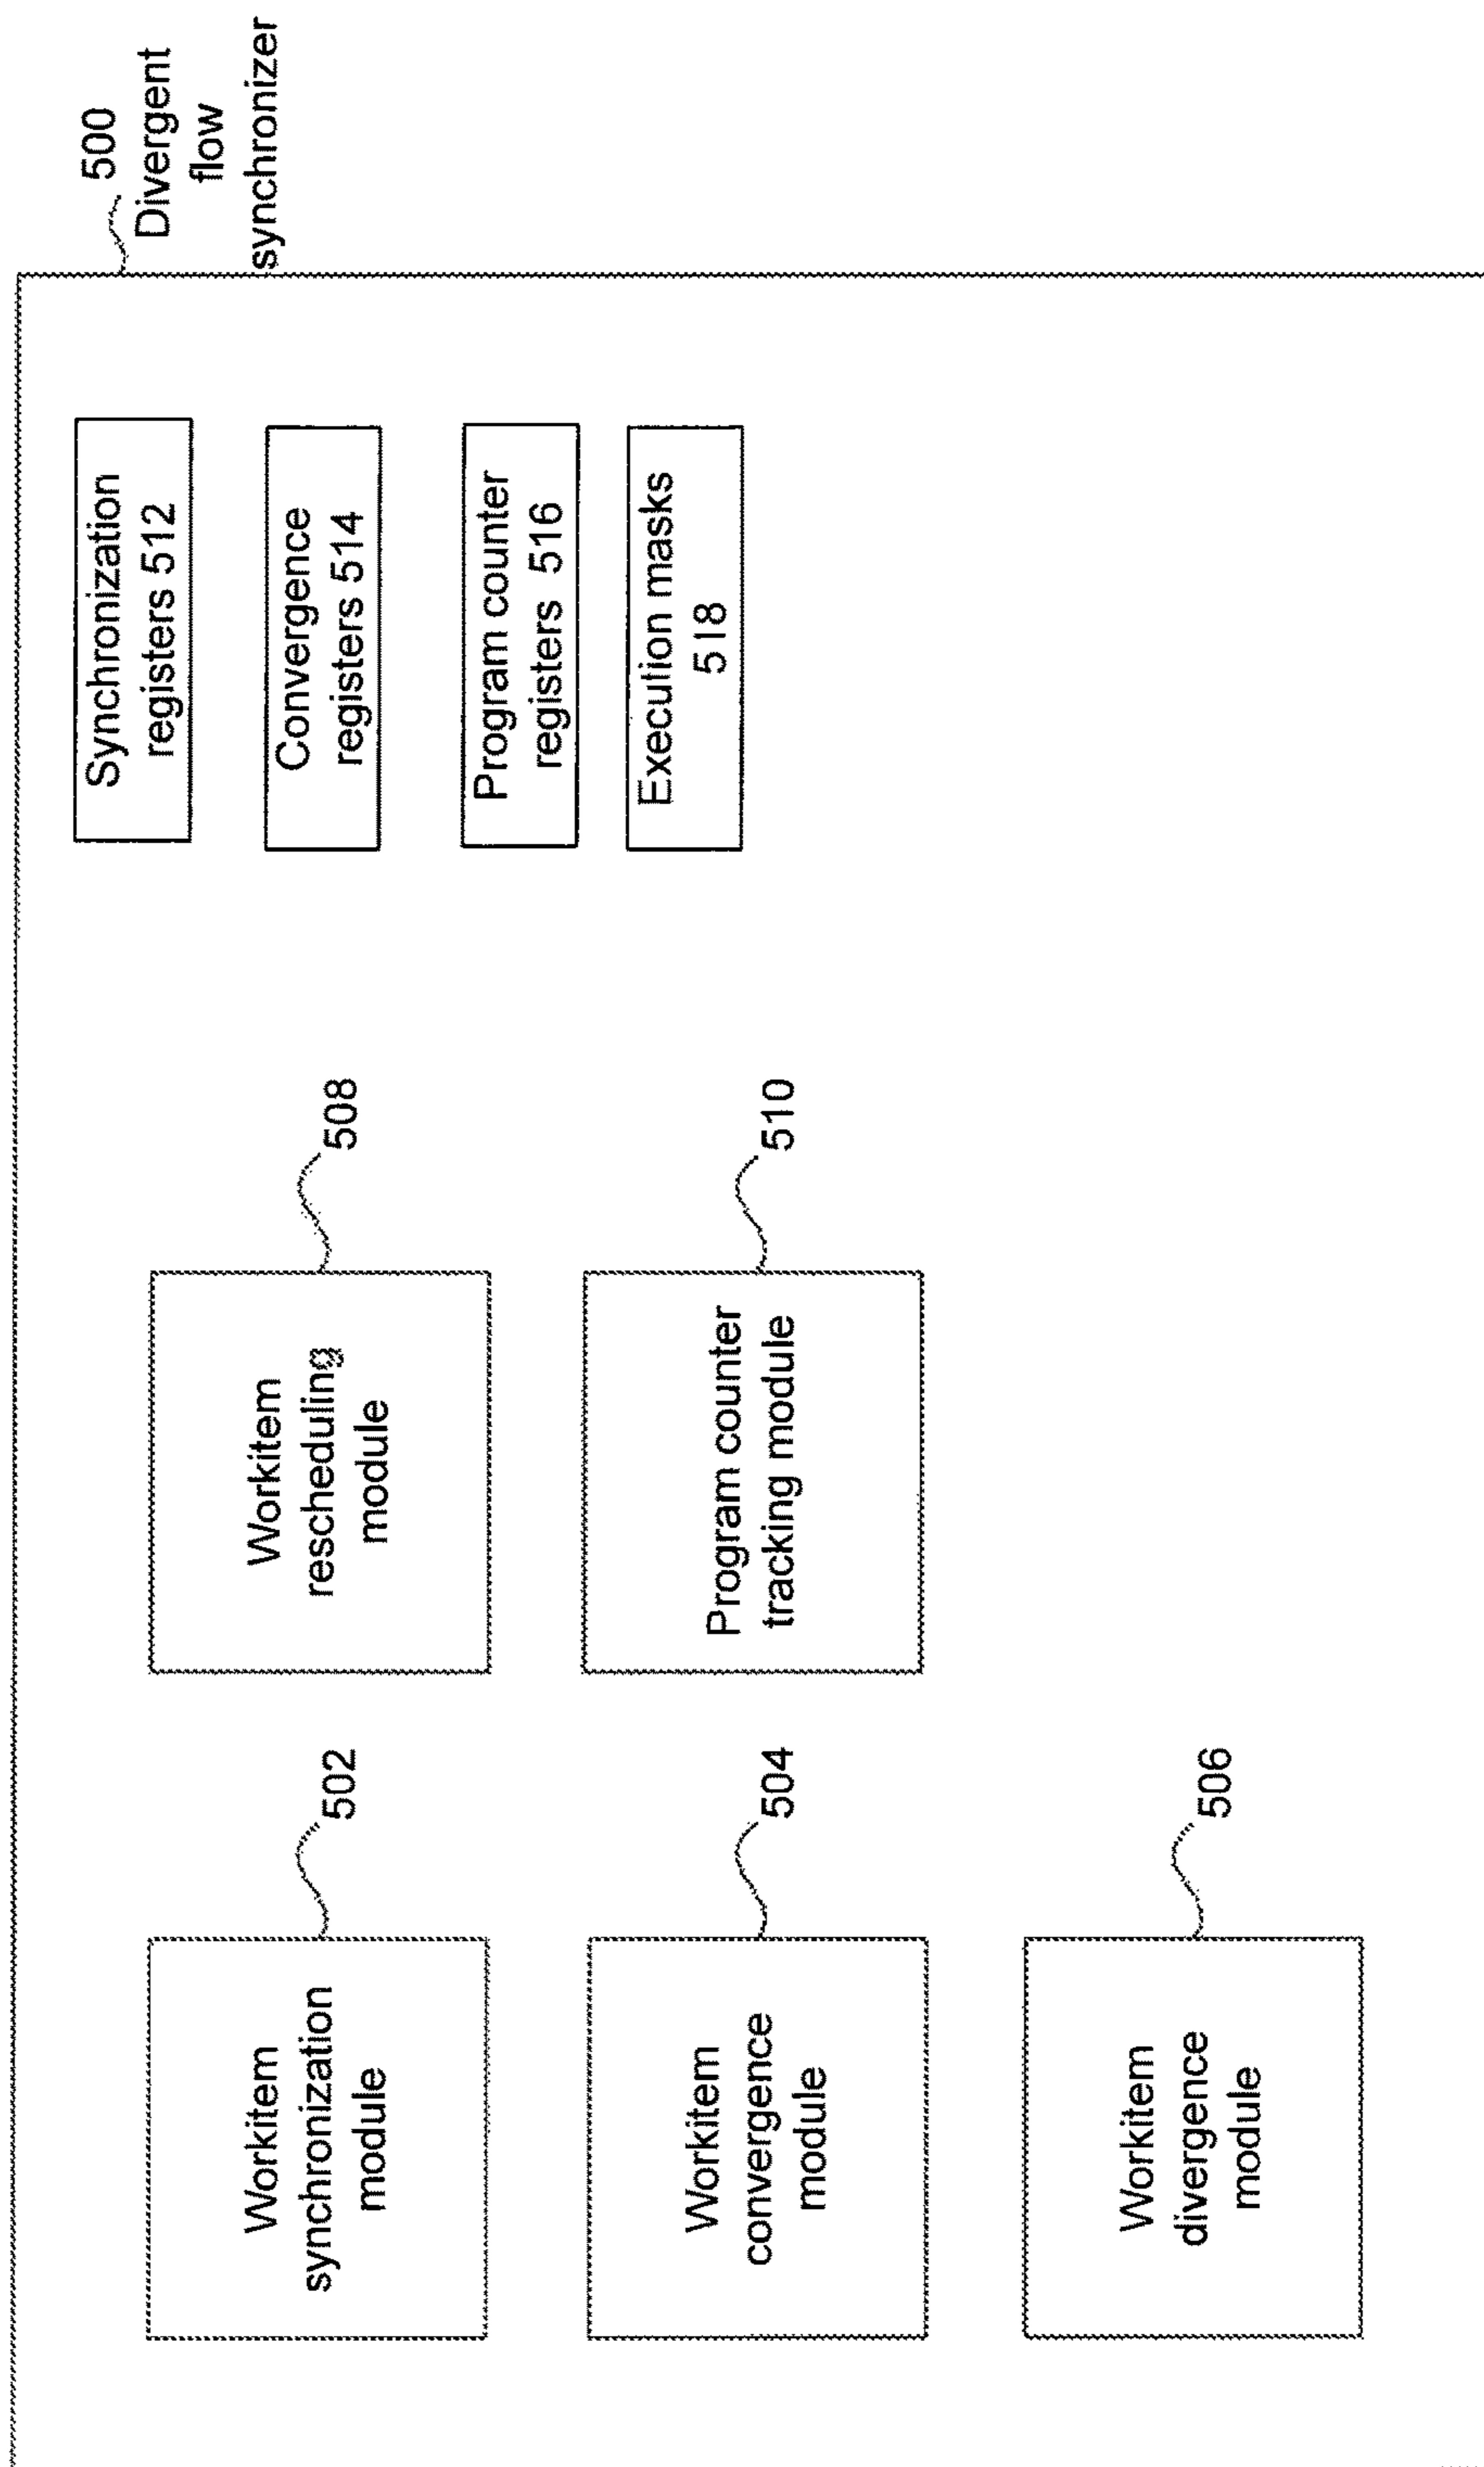 500
Divergent
flow
synchronizer
Workitem
synchronization
module
502
Workitem
rescheduling
module
508
Synchronization
registers 512
Convergence
registers 514
Program counter
registers 516
Execution masks
518
Workitem
convergence
module
504
Program counter
tracking module
510
Workitem
divergence
module
506